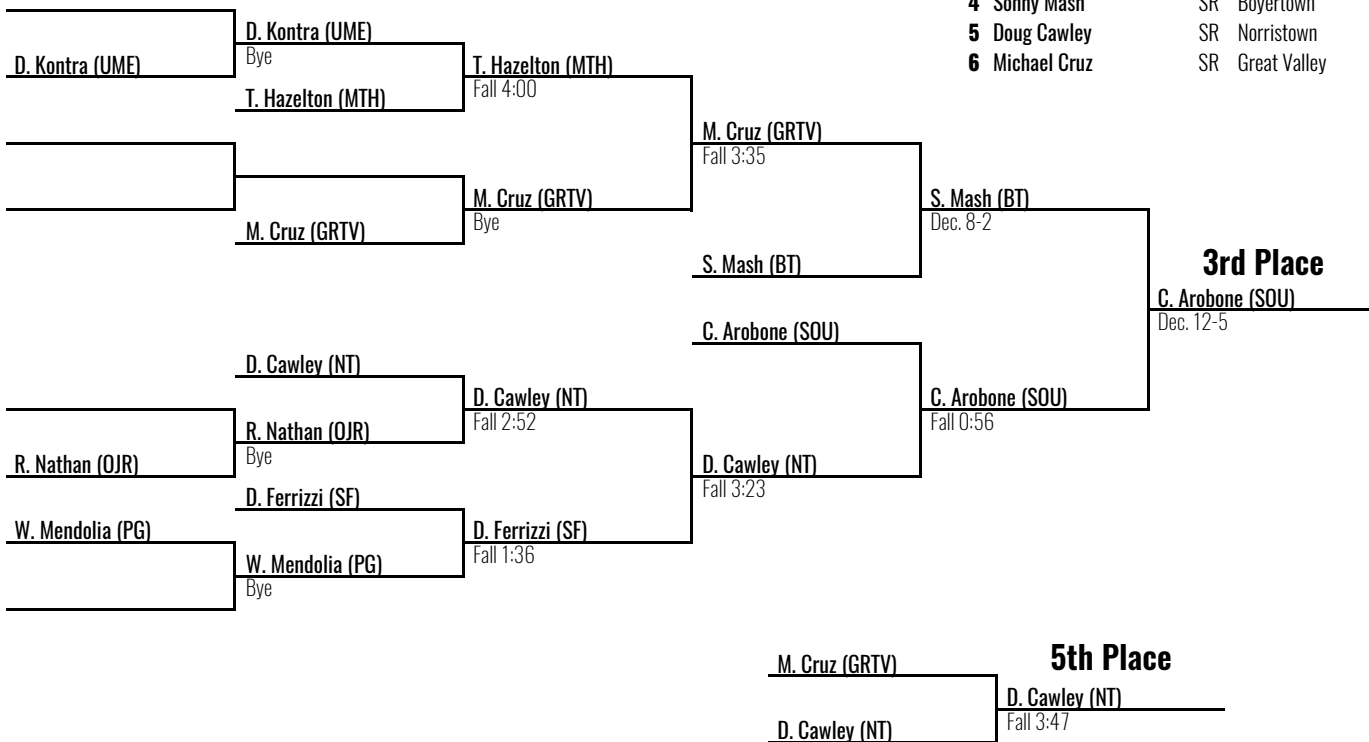 4 Sonny Mash SR Boyertown
5 Doug Cawley SR Norristown
6 Michael Cruz SR Great Valley
D. Kontra (UME)
D. Kontra (UME)
Bye
T. Hazelton (MTH)
T. Hazelton (MTH)
Fall 4:00
M. Cruz (GRTV)
M. Cruz (GRTV)
Bye
M. Cruz (GRTV)
Fall 3:35
S. Mash (BT)
S. Mash (BT)
Dec. 8-2
3rd Place
C. Arobone (SOU)
Dec. 12-5
C. Arobone (SOU)
C. Arobone (SOU)
Fall 0:56
D. Cawley (NT)
D. Cawley (NT)
Fall 2:52
R. Nathan (OJR)
R. Nathan (OJR)
Bye
D. Cawley (NT)
Fall 3:23
D. Ferrizzi (SF)
D. Ferrizzi (SF)
Fall 1:36
W. Mendolia (PG)
W. Mendolia (PG)
Bye
5th Place
M. Cruz (GRTV)
D. Cawley (NT)
Fall 3:47
D. Cawley (NT)